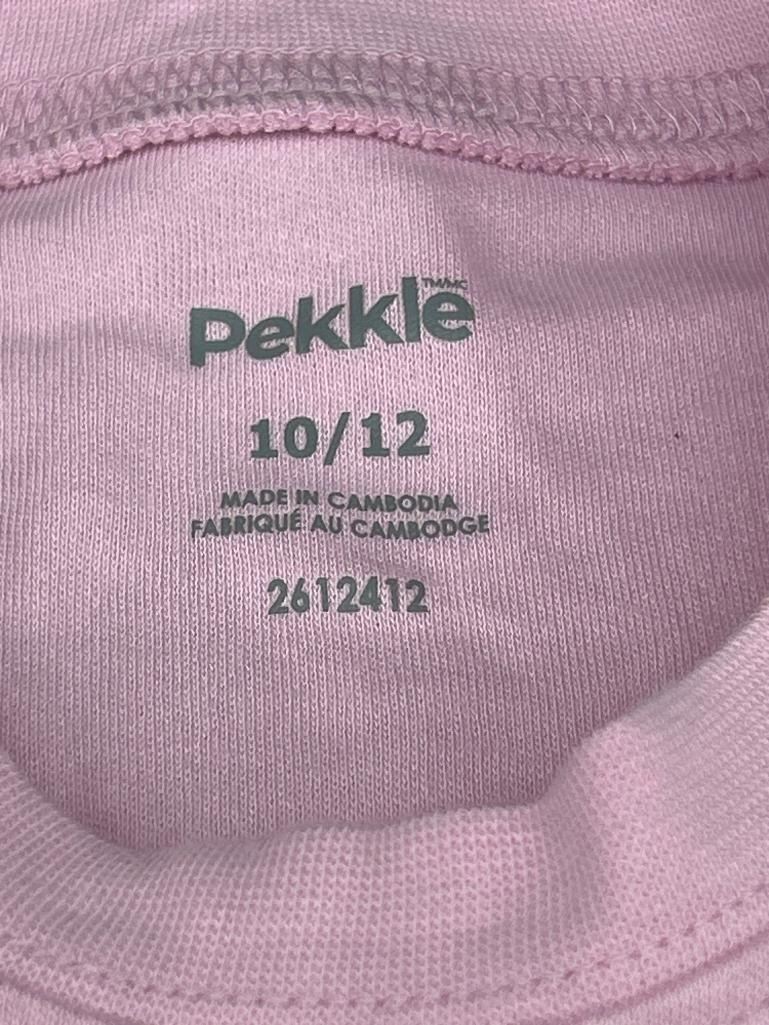 Pekkle TM/MC
10/12
MADE IN CAMBODIA
FABRIQUÉ AU CAMBODGE
2612412